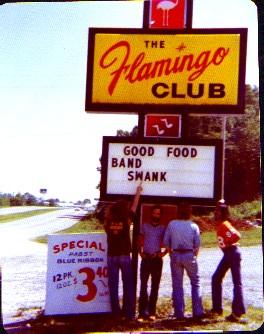 THE
Flamingo
CLUB
GOOD FOOD
BAND
SWANK
SPECIAL
PABST
BLUE RIBBON
12 PK.
12 OZ.
3 40